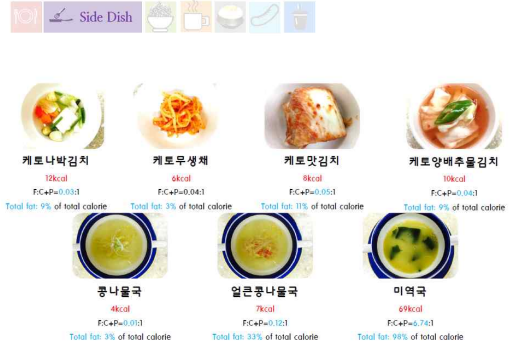 Side Dish
케토나박김치 케토무생채 케토맛김치 케토양배추물김치
12kcal 6kcal 8kcal 10kcal
F:C+P=0.03:1 F:C+P=0.04:1 F:C+P=0.05:1 F:C+P=0.04:1
Total fat: 9% of total calorie Total fat: 3% of total calorie Total fat: 11% of total calorie Total fat: 9% of total calorie
콩나물국 얼큰콩나물국 미역국
4kcal 7kcal 69kcal
F:C+P=0.01:1 F:C+P=0.12:1 F:C+P=6.74:1
Total fat: 3% of total calorie Total fat: 33% of total calorie Total fat: 98% of total calorie